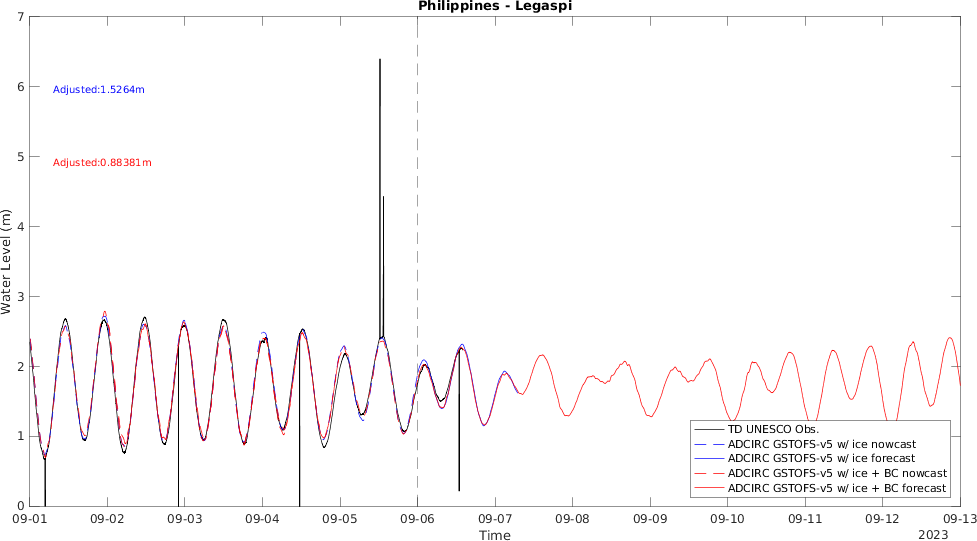 Philippines - Legaspi
7
6
5
4
3
2
1
0
Water Level (m)
Adjusted:1.5264m
Adjusted:0.88381m
TD UNESCO Obs.
ADCIRC GSTOFS-v5 w/ ice nowcast
ADCIRC GSTOFS-v5 w/ ice forecast
ADCIRC GSTOFS-v5 w/ ice + BC nowcast
ADCIRC GSTOFS-v5 w/ ice + BC forecast
09-01 09-02 09-03 09-04 09-05 09-06 09-07 09-08 09-09 09-10 09-11 09-12 09-13
Time
2023